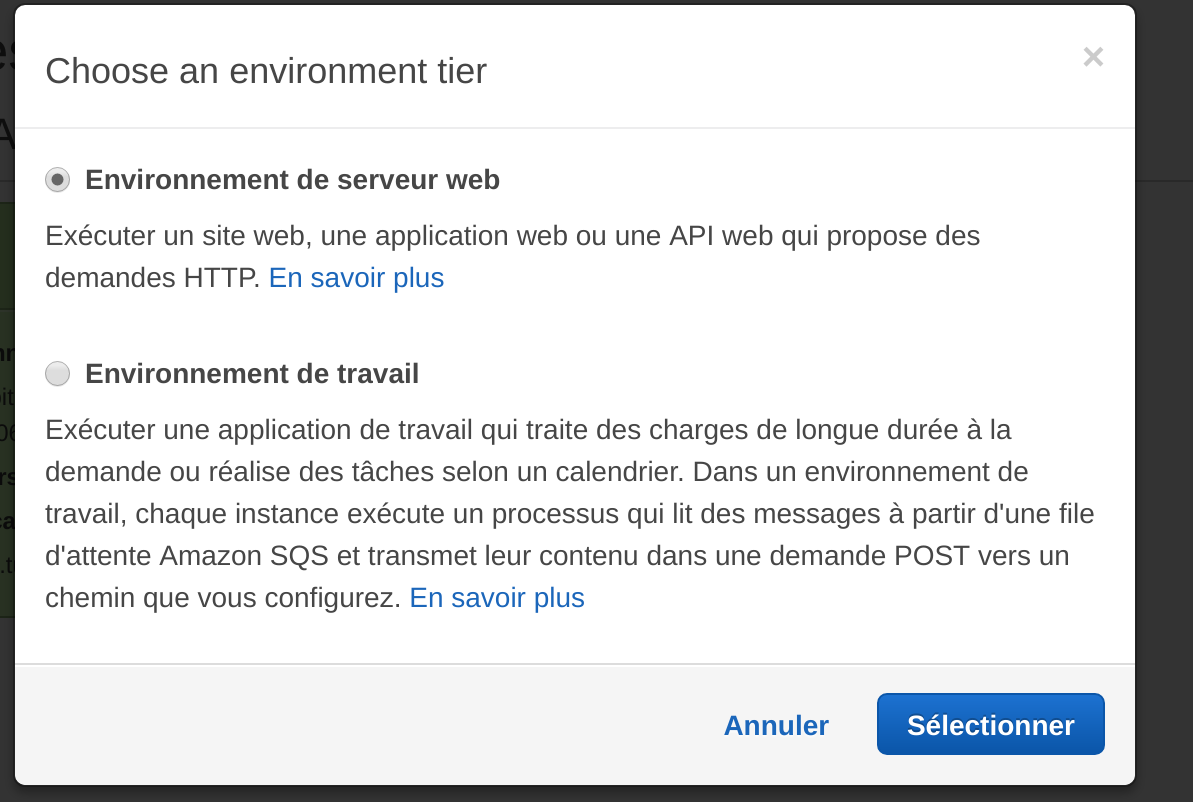 Choose an environment tier
×
Environnement de serveur web
Exécuter un site web, une application web ou une API web qui propose des
demandes HTTP. En savoir plus
Environnement de travail
Exécuter une application de travail qui traite des charges de longue durée à la
demande ou réalise des tâches selon un calendrier. Dans un environnement de
travail, chaque instance exécute un processus qui lit des messages à partir d'une file
d'attente Amazon SQS et transmet leur contenu dans une demande POST vers un
chemin que vous configurez. En savoir plus
Annuler
Sélectionner